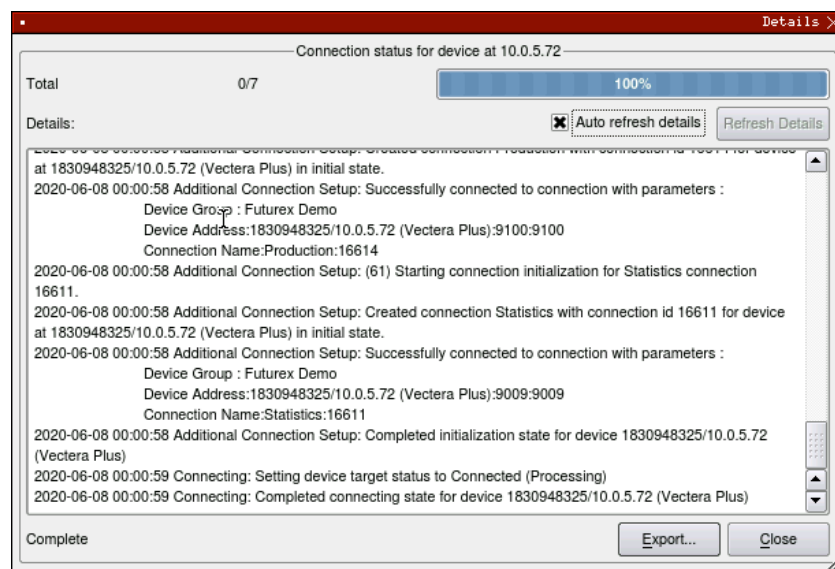 Details
Connection status for device at 10.0.5.72
Total 0/7 100%
Details: Auto refresh details Refresh Details
at 1830948325/10.0.5.72 (Vectera Plus) in initial state.
2020-06-08 00:00:58 Additional Connection Setup: Successfully connected to connection with parameters :
Device Group : Futurex Demo
Device Address:1830948325/10.0.5.72 (Vectera Plus):9100:9100
Connection Name:Production:16614
2020-06-08 00:00:58 Additional Connection Setup: (61) Starting connection initialization for Statistics connection
16611.
2020-06-08 00:00:58 Additional Connection Setup: Created connection Statistics with connection id 16611 for device
at 1830948325/10.0.5.72 (Vectera Plus) in initial state.
2020-06-08 00:00:58 Additional Connection Setup: Successfully connected to connection with parameters :
Device Group : Futurex Demo
Device Address:1830948325/10.0.5.72 (Vectera Plus):9009:9009
Connection Name:Statistics:16611
2020-06-08 00:00:58 Additional Connection Setup: Completed initialization state for device 1830948325/10.0.5.72
(Vectera Plus)
2020-06-08 00:00:59 Connecting: Setting device target status to Connected (Processing)
2020-06-08 00:00:59 Connecting: Completed connecting state for device 1830948325/10.0.5.72 (Vectera Plus)
Complete Export... Close